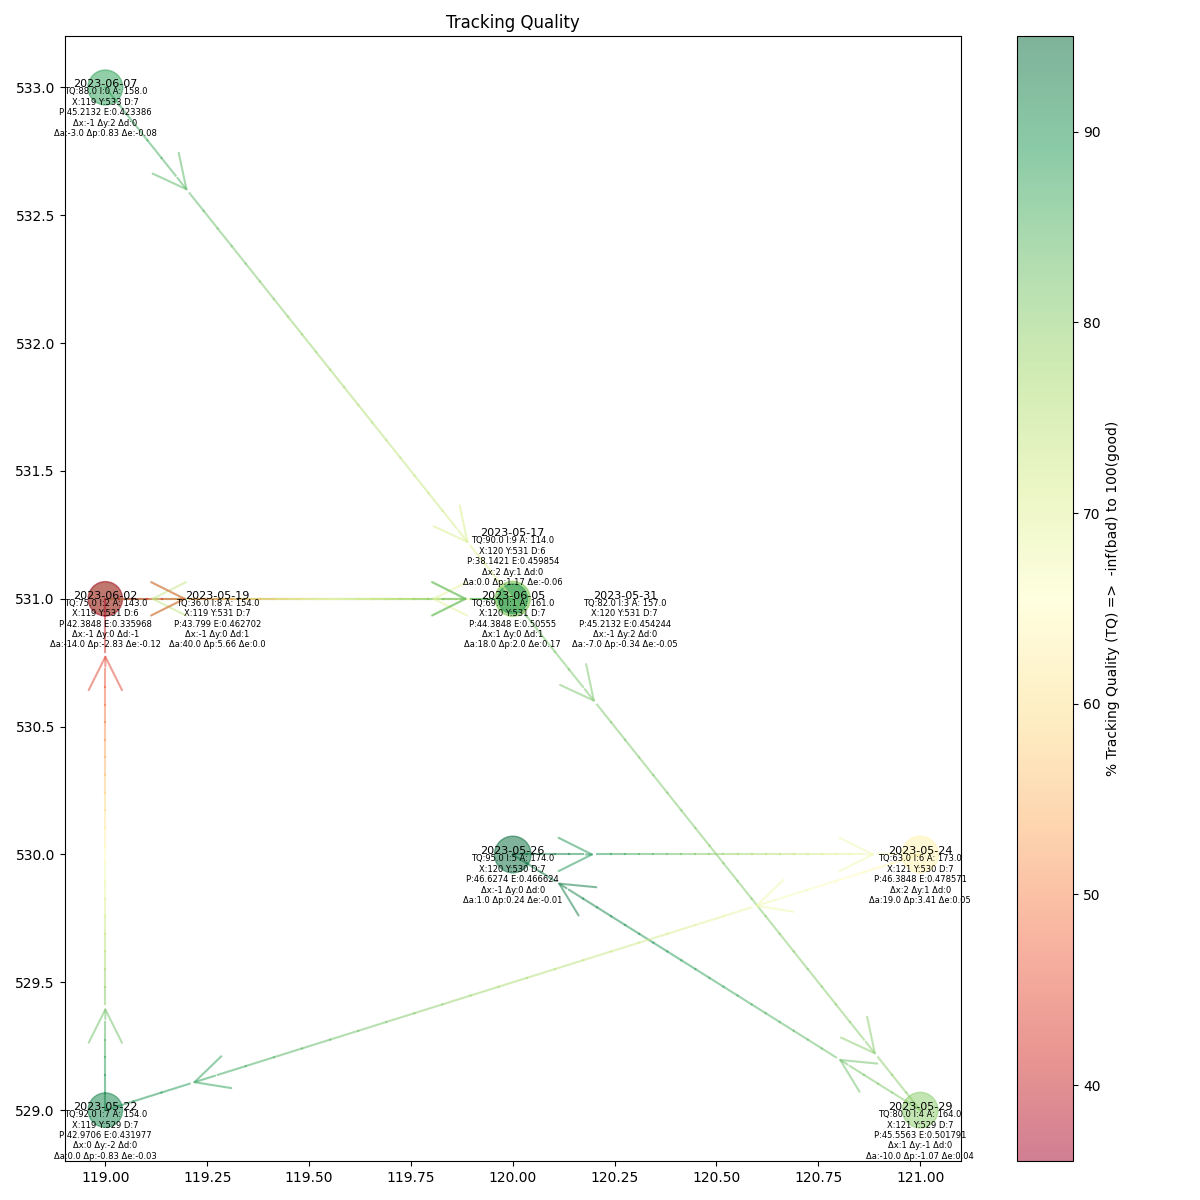 Tracking Quality
533.0
532.5
532.0
531.5
531.0
530.5
530.0
529.5
529.0
2023-06-07
TQ:88.0 I:0 A: 158.0
X:119 Y:533 D:7
P:45.2132 E:0.423386
Δx:-1 Δy:2 Δd:0
Δa:-3.0 Δp:0.83 Δe:-0.08
2023-05-17
TQ:90.0 I:9 A: 114.0
X:120 Y:531 D:6
P:38.1421 E:0.459854
Δx:2 Δy:1 Δd:0
Δa:0.0 Δp:1.17 Δe:-0.06
2023-06-02
TQ:75.0 I:2 A: 143.0
X:119 Y:531 D:6
P:42.3848 E:0.335968
Δx:-1 Δy:0 Δd:-1
Δa:-14.0 Δp:-2.83 Δe:-0.12
2023-05-19
TQ:36.0 I:8 A: 154.0
X:119 Y:531 D:7
P:43.799 E:0.462702
Δx:-1 Δy:0 Δd:1
Δa:40.0 Δp:5.66 Δe:0.0
2023-06-05
TQ:69.0 I:1 A: 161.0
X:120 Y:531 D:7
P:44.3848 E:0.50555
Δx:1 Δy:0 Δd:1
Δa:18.0 Δp:2.0 Δe:0.17
2023-05-31
TQ:82.0 I:3 A: 157.0
X:120 Y:531 D:7
P:45.2132 E:0.454244
Δx:-1 Δy:2 Δd:0
Δa:-7.0 Δp:-0.34 Δe:-0.05
2023-05-26
TQ:95.0 I:5 A: 174.0
X:120 Y:530 D:7
P:46.6274 E:0.466624
Δx:-1 Δy:0 Δd:0
Δa:1.0 Δp:0.24 Δe:-0.01
2023-05-24
TQ:63.0 I:6 A: 173.0
X:121 Y:530 D:7
P:46.3848 E:0.478571
Δx:2 Δy:1 Δd:0
Δa:19.0 Δp:3.41 Δe:0.05
2023-05-22
TQ:92.0 I:7 A: 154.0
X:119 Y:529 D:7
P:42.9706 E:0.431977
Δx:0 Δy:-2 Δd:0
Δa:0.0 Δp:-0.83 Δe:-0.03
2023-05-29
TQ:80.0 I:4 A: 164.0
X:121 Y:529 D:7
P:45.5563 E:0.501791
Δx:1 Δy:-1 Δd:0
Δa:-10.0 Δp:-1.07 Δe:0.04
119.00 119.25 119.50 119.75 120.00 120.25 120.50 120.75 121.00
90
80
70
60
50
40
% Tracking Quality (TQ) => -inf(bad) to 100(good)